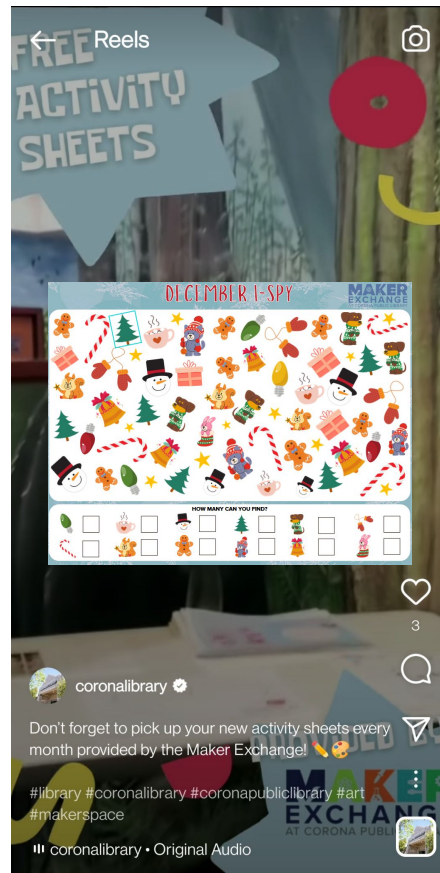 Reels
FREE
ACTIVITY
SHEETS
DECEMBER I-SPY
MAKER
EXCHANGE
HOW MANY CAN YOU FIND?
coronalibrary
Don't forget to pick up your new activity sheets every
month provided by the Maker Exchange! ✏️🎨
#library #coronalibrary #coronapubliclibrary #art
#makerspace
coronalibrary • Original Audio
3
MAKER
EXCHANGE
AT CORONA PUBLI